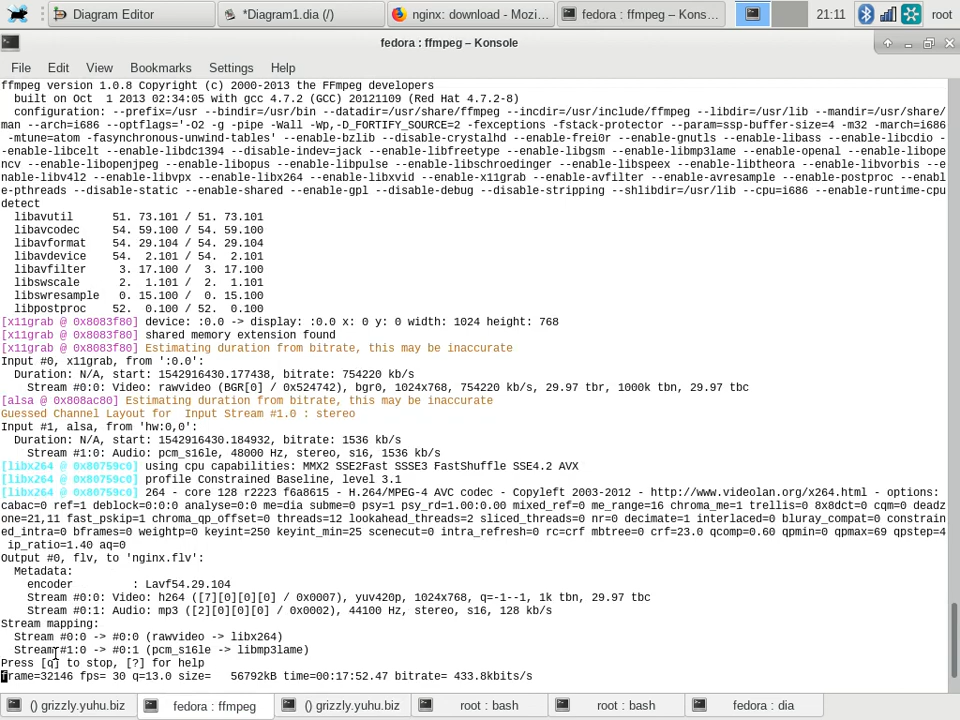 Diagram Editor
*Diagram1.dia (/)
nginx: download - Mozi...
fedora : ffmpeg – Kons...
21:11
root
fedora : ffmpeg – Konsole
File Edit View Bookmarks Settings Help
ffmpeg version 1.0.8 Copyright (c) 2000-2013 the FFmpeg developers
built on Oct  1 2013 02:34:05 with gcc 4.7.2 (GCC) 20121109 (Red Hat 4.7.2-8)
configuration: --prefix=/usr --bindir=/usr/bin --datadir=/usr/share/ffmpeg --incdir=/usr/include/ffmpeg --libdir=/usr/lib --mandir=/usr/share/
man --arch=i686 --optflags='-O2 -g -pipe -Wall -Wp,-D_FORTIFY_SOURCE=2 -fexceptions -fstack-protector --param=ssp-buffer-size=4 -m32 -march=i686
-mtune=atom -fasynchronous-unwind-tables' --enable-bzlib --disable-crystalhd --enable-frei0r --enable-gnutls --enable-libass --enable-libcdio -
-enable-libcelt --enable-libdc1394 --disable-indev=jack --enable-libfreetype --enable-libgsm --enable-libmp3lame --enable-openal --enable-libope
ncv --enable-libopenjpeg --enable-libopus --enable-libpulse --enable-libschroedinger --enable-libspeex --enable-libtheora --enable-libvorbis --e
nable-libv4l2 --enable-libvpx --enable-libx264 --enable-libxvid --enable-x11grab --enable-avfilter --enable-avresample --enable-postproc --enabl
e-pthreads --disable-static --enable-shared --enable-gpl --disable-debug --disable-stripping --shlibdir=/usr/lib --cpu=i686 --enable-runtime-cpu
detect
libavutil      51. 73.101 / 51. 73.101
libavcodec     54. 59.100 / 54. 59.100
libavformat    54. 29.104 / 54. 29.104
libavdevice    54.  2.101 / 54.  2.101
libavfilter     3. 17.100 /  3. 17.100
libswscale      2.  1.101 /  2.  1.101
libswresample   0. 15.100 /  0. 15.100
libpostproc    52.  0.100 / 52.  0.100
[x11grab @ 0x8083f80] device: :0.0 -> display: :0.0 x: 0 y: 0 width: 1024 height: 768
[x11grab @ 0x8083f80] shared memory extension found
[x11grab @ 0x8083f80] Estimating duration from bitrate, this may be inaccurate
Input #0, x11grab, from ':0.0':
Duration: N/A, start: 1542916430.177438, bitrate: 754220 kb/s
Stream #0:0: Video: rawvideo (BGR[0] / 0x524742), bgr0, 1024x768, 754220 kb/s, 29.97 tbr, 1000k tbn, 29.97 tbc
[alsa @ 0x808ac80] Estimating duration from bitrate, this may be inaccurate
Guessed Channel Layout for  Input Stream #1.0 : stereo
Input #1, alsa, from 'hw:0,0':
Duration: N/A, start: 1542916430.184932, bitrate: 1536 kb/s
Stream #1:0: Audio: pcm_s16le, 48000 Hz, stereo, s16, 1536 kb/s
[libx264 @ 0x80759c0] using cpu capabilities: MMX2 SSE2Fast SSSE3 FastShuffle SSE4.2 AVX
[libx264 @ 0x80759c0] profile Constrained Baseline, level 3.1
[libx264 @ 0x80759c0] 264 - core 128 r2223 f6a8615 - H.264/MPEG-4 AVC codec - Copyleft 2003-2012 - http://www.videolan.org/x264.html - options:
cabac=0 ref=1 deblock=0:0:0 analyse=0:0 me=dia subme=0 psy=1 psy_rd=1.00:0.00 mixed_ref=0 me_range=16 chroma_me=1 trellis=0 8x8dct=0 cqm=0 deadz
one=21,11 fast_pskip=1 chroma_qp_offset=0 threads=12 lookahead_threads=2 sliced_threads=0 nr=0 decimate=1 interlaced=0 bluray_compat=0 constrain
ed_intra=0 bframes=0 weightp=0 keyint=250 keyint_min=25 scenecut=0 intra_refresh=0 rc=crf mbtree=0 crf=23.0 qcomp=0.60 qpmin=0 qpmax=69 qpstep=4
ip_ratio=1.40 aq=0
Output #0, flv, to 'nginx.flv':
Metadata:
encoder         : Lavf54.29.104
Stream #0:0: Video: h264 ([7][0][0][0] / 0x0007), yuv420p, 1024x768, q=-1--1, 1k tbn, 29.97 tbc
Stream #0:1: Audio: mp3 ([2][0][0][0] / 0x0002), 44100 Hz, stereo, s16, 128 kb/s
Stream mapping:
Stream #0:0 -> #0:0 (rawvideo -> libx264)
Stream #1:0 -> #0:1 (pcm_s16le -> libmp3lame)
Press [q] to stop, [?] for help
frame=32146 fps= 30 q=13.0 size=   56792kB time=00:17:52.47 bitrate= 433.8kbits/s
() grizzly.yuhu.biz
fedora : ffmpeg
() grizzly.yuhu.biz
root : bash
root : bash
fedora : dia